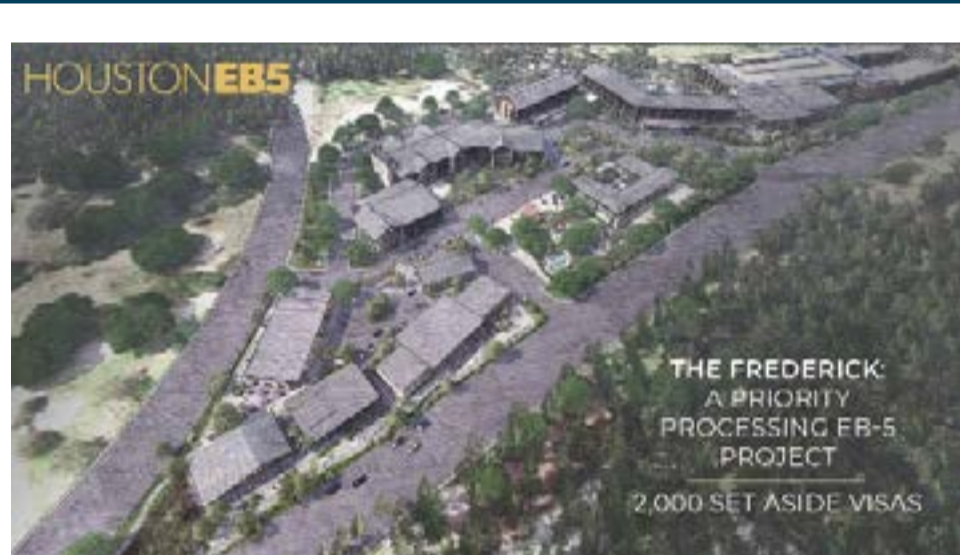 HOUSTONEB5
THE FREDERICK:
A PRIORITY
PROCESSING EB-5
PROJECT
2,000 SET ASIDE VISAS